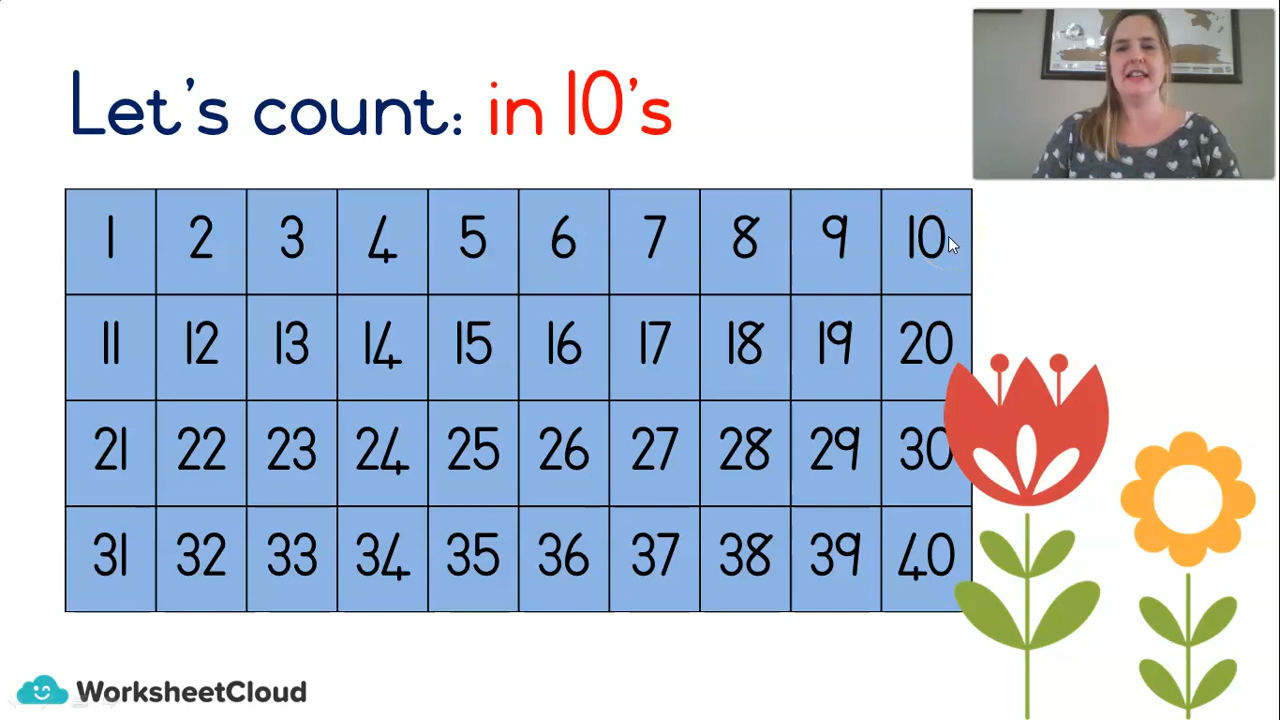 Let's count: in 10's
1 2 3 4 5 6 7 8 9 10
11 12 13 14 15 16 17 18 19 20
21 22 23 24 25 26 27 28 29 30
31 32 33 34 35 36 37 38 39 40
WorksheetCloud